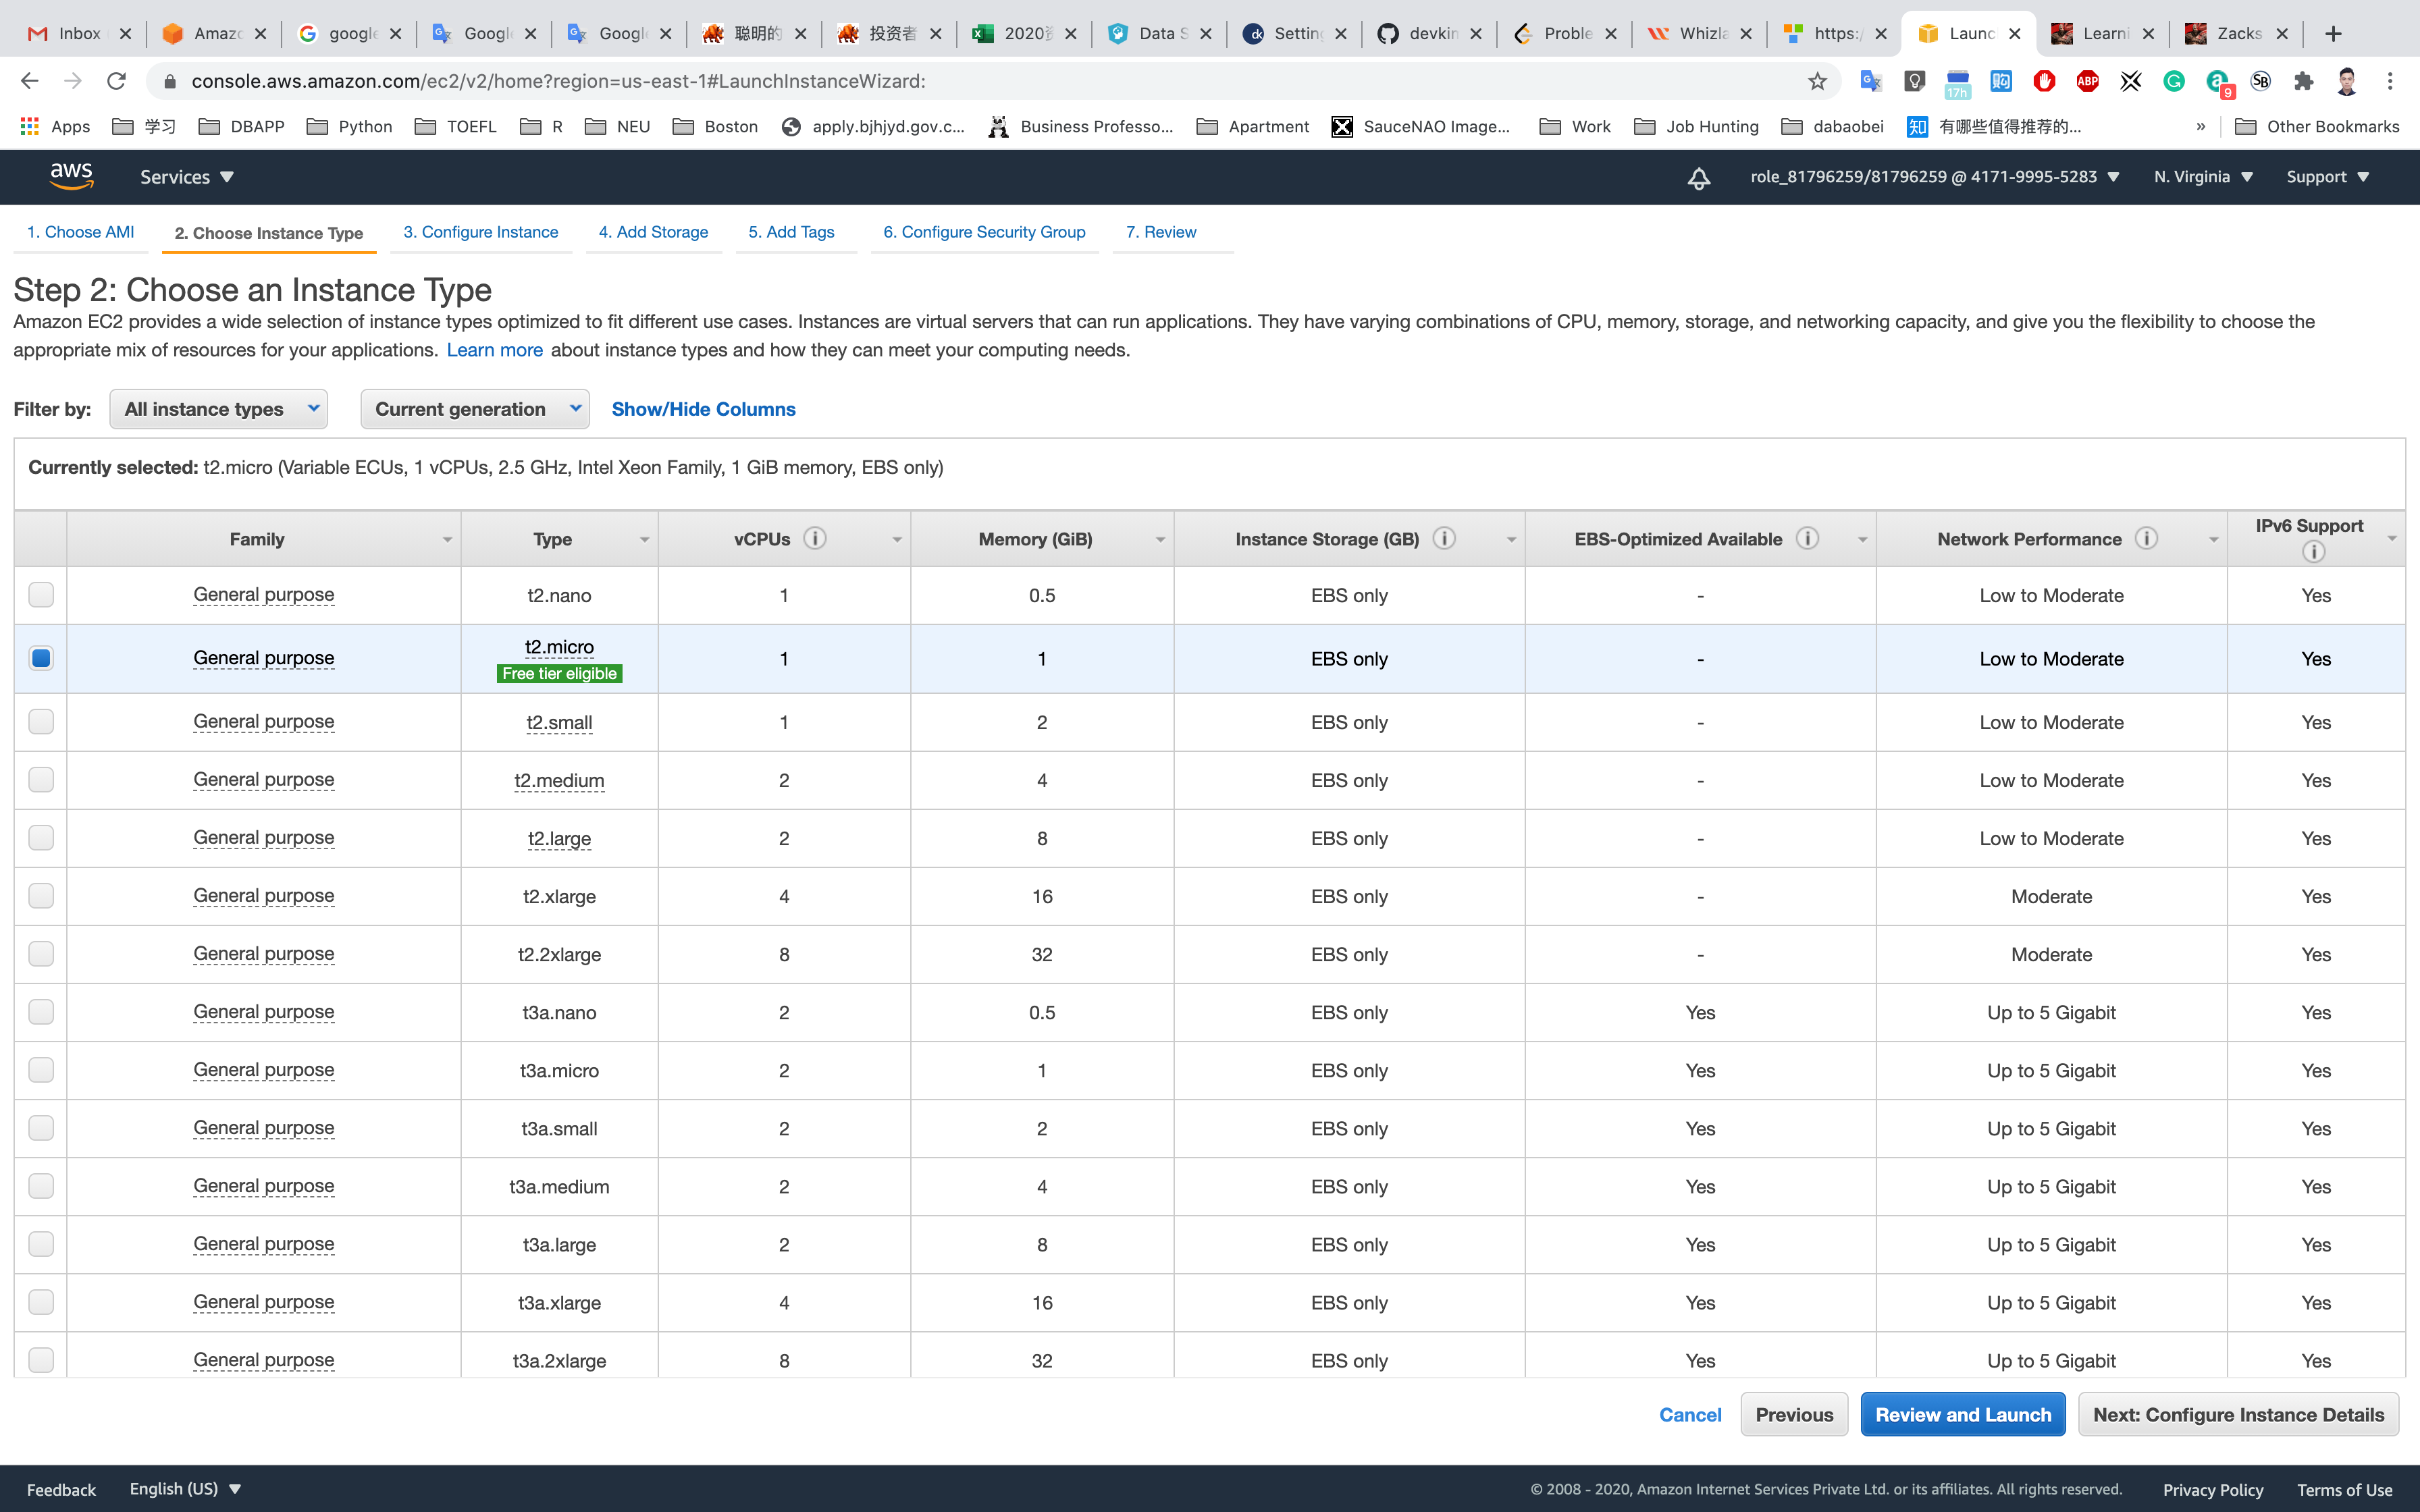 Inbox Amazo google Google Google 聪明的 投资者 2020 Data S Setting devkin Proble Whizla https:/ Launc Learni Zacks
console.aws.amazon.com/ec2/v2/home?region=us-east-1#LaunchInstanceWizard:
17h ABP 9 SB
Apps 学习 DBAPP Python TOEFL R NEU Boston apply.bjhjyd.gov.c... Business Professo... Apartment SauceNAO Image... Work Job Hunting dabaobei 知 有哪些值得推荐的... » Other Bookmarks
aws Services role_81796259/81796259 @ 4171-9995-5283 N. Virginia Support
1. Choose AMI 2. Choose Instance Type 3. Configure Instance 4. Add Storage 5. Add Tags 6. Configure Security Group 7. Review
Step 2: Choose an Instance Type
Amazon EC2 provides a wide selection of instance types optimized to fit different use cases. Instances are virtual servers that can run applications. They have varying combinations of CPU, memory, storage, and networking capacity, and give you the flexibility to choose the
appropriate mix of resources for your applications. Learn more about instance types and how they can meet your computing needs.
Filter by: All instance types Current generation Show/Hide Columns
Currently selected: t2.micro (Variable ECUs, 1 vCPUs, 2.5 GHz, Intel Xeon Family, 1 GiB memory, EBS only)
Family Type vCPUs Memory (GiB) Instance Storage (GB) EBS-Optimized Available Network Performance IPv6 Support
General purpose t2.nano 1 0.5 EBS only - Low to Moderate Yes
General purpose t2.micro 1 1 EBS only - Low to Moderate Yes
Free tier eligible
General purpose t2.small 1 2 EBS only - Low to Moderate Yes
General purpose t2.medium 2 4 EBS only - Low to Moderate Yes
General purpose t2.large 2 8 EBS only - Low to Moderate Yes
General purpose t2.xlarge 4 16 EBS only - Moderate Yes
General purpose t2.2xlarge 8 32 EBS only - Moderate Yes
General purpose t3a.nano 2 0.5 EBS only Yes Up to 5 Gigabit Yes
General purpose t3a.micro 2 1 EBS only Yes Up to 5 Gigabit Yes
General purpose t3a.small 2 2 EBS only Yes Up to 5 Gigabit Yes
General purpose t3a.medium 2 4 EBS only Yes Up to 5 Gigabit Yes
General purpose t3a.large 2 8 EBS only Yes Up to 5 Gigabit Yes
General purpose t3a.xlarge 4 16 EBS only Yes Up to 5 Gigabit Yes
General purpose t3a.2xlarge 8 32 EBS only Yes Up to 5 Gigabit Yes
Cancel Previous Review and Launch Next: Configure Instance Details
Feedback English (US) © 2008 - 2020, Amazon Internet Services Private Ltd. or its affiliates. All rights reserved. Privacy Policy Terms of Use